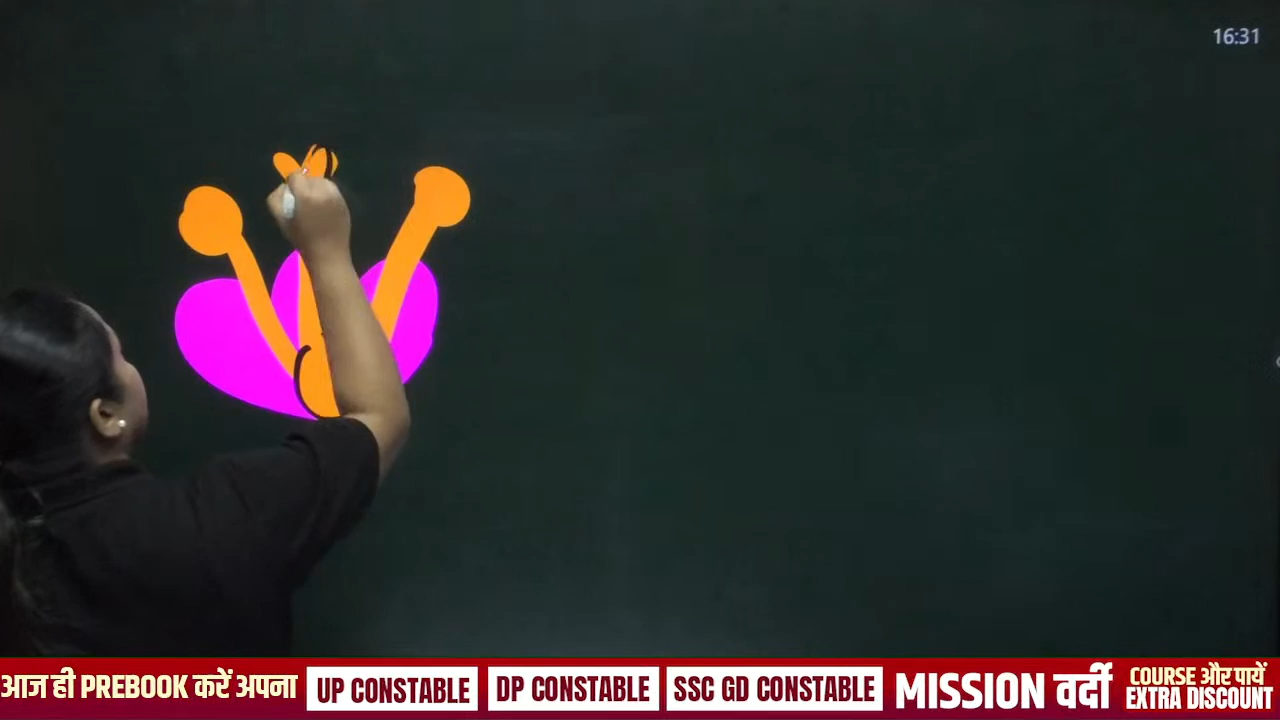 16:31
आज ही PREBOOK करें अपना UP CONSTABLE DP CONSTABLE SSC GD CONSTABLE MISSION वर्दी COURSE और पायें
EXTRA DISCOUNT